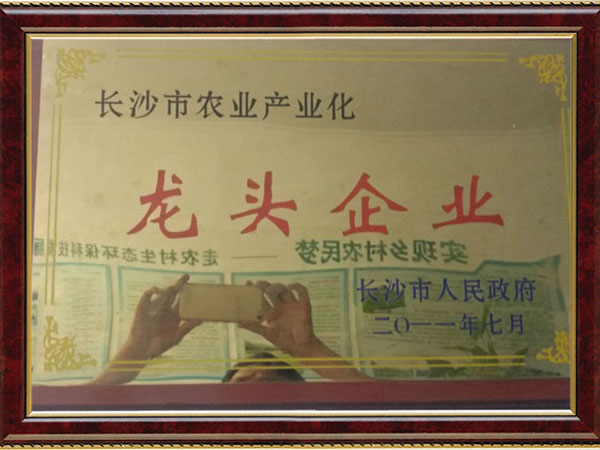 长沙市农业产业化
龙头企业
实现乡村农民梦——走农村生态环保科技
长沙市人民政府
二〇一一年七月